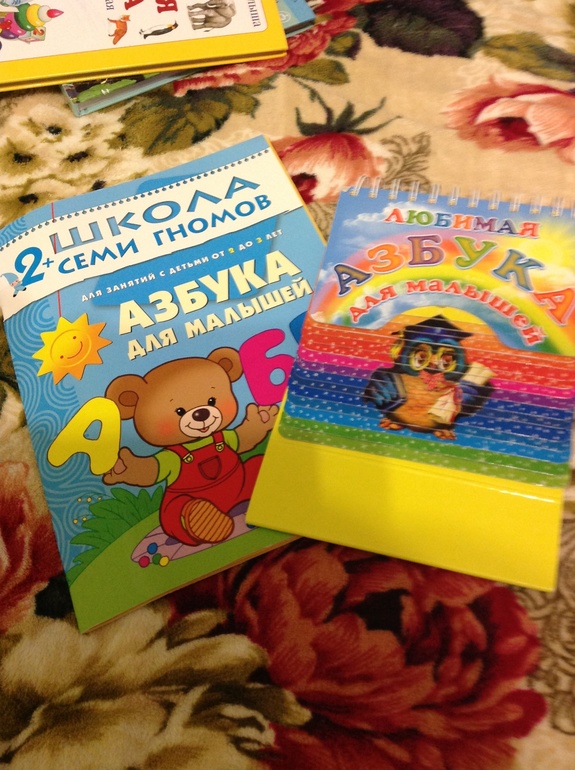 малыша
2+
ШКОЛА
СЕМИ ГНОМОВ
ДЛЯ ЗАНЯТИЙ С ДЕТЬМИ ОТ 2 ДО 3 ЛЕТ
АЗБУКА
ДЛЯ МАЛЫШЕЙ
А
Б
ЛЮБИМАЯ
АЗБУКА
для малышей